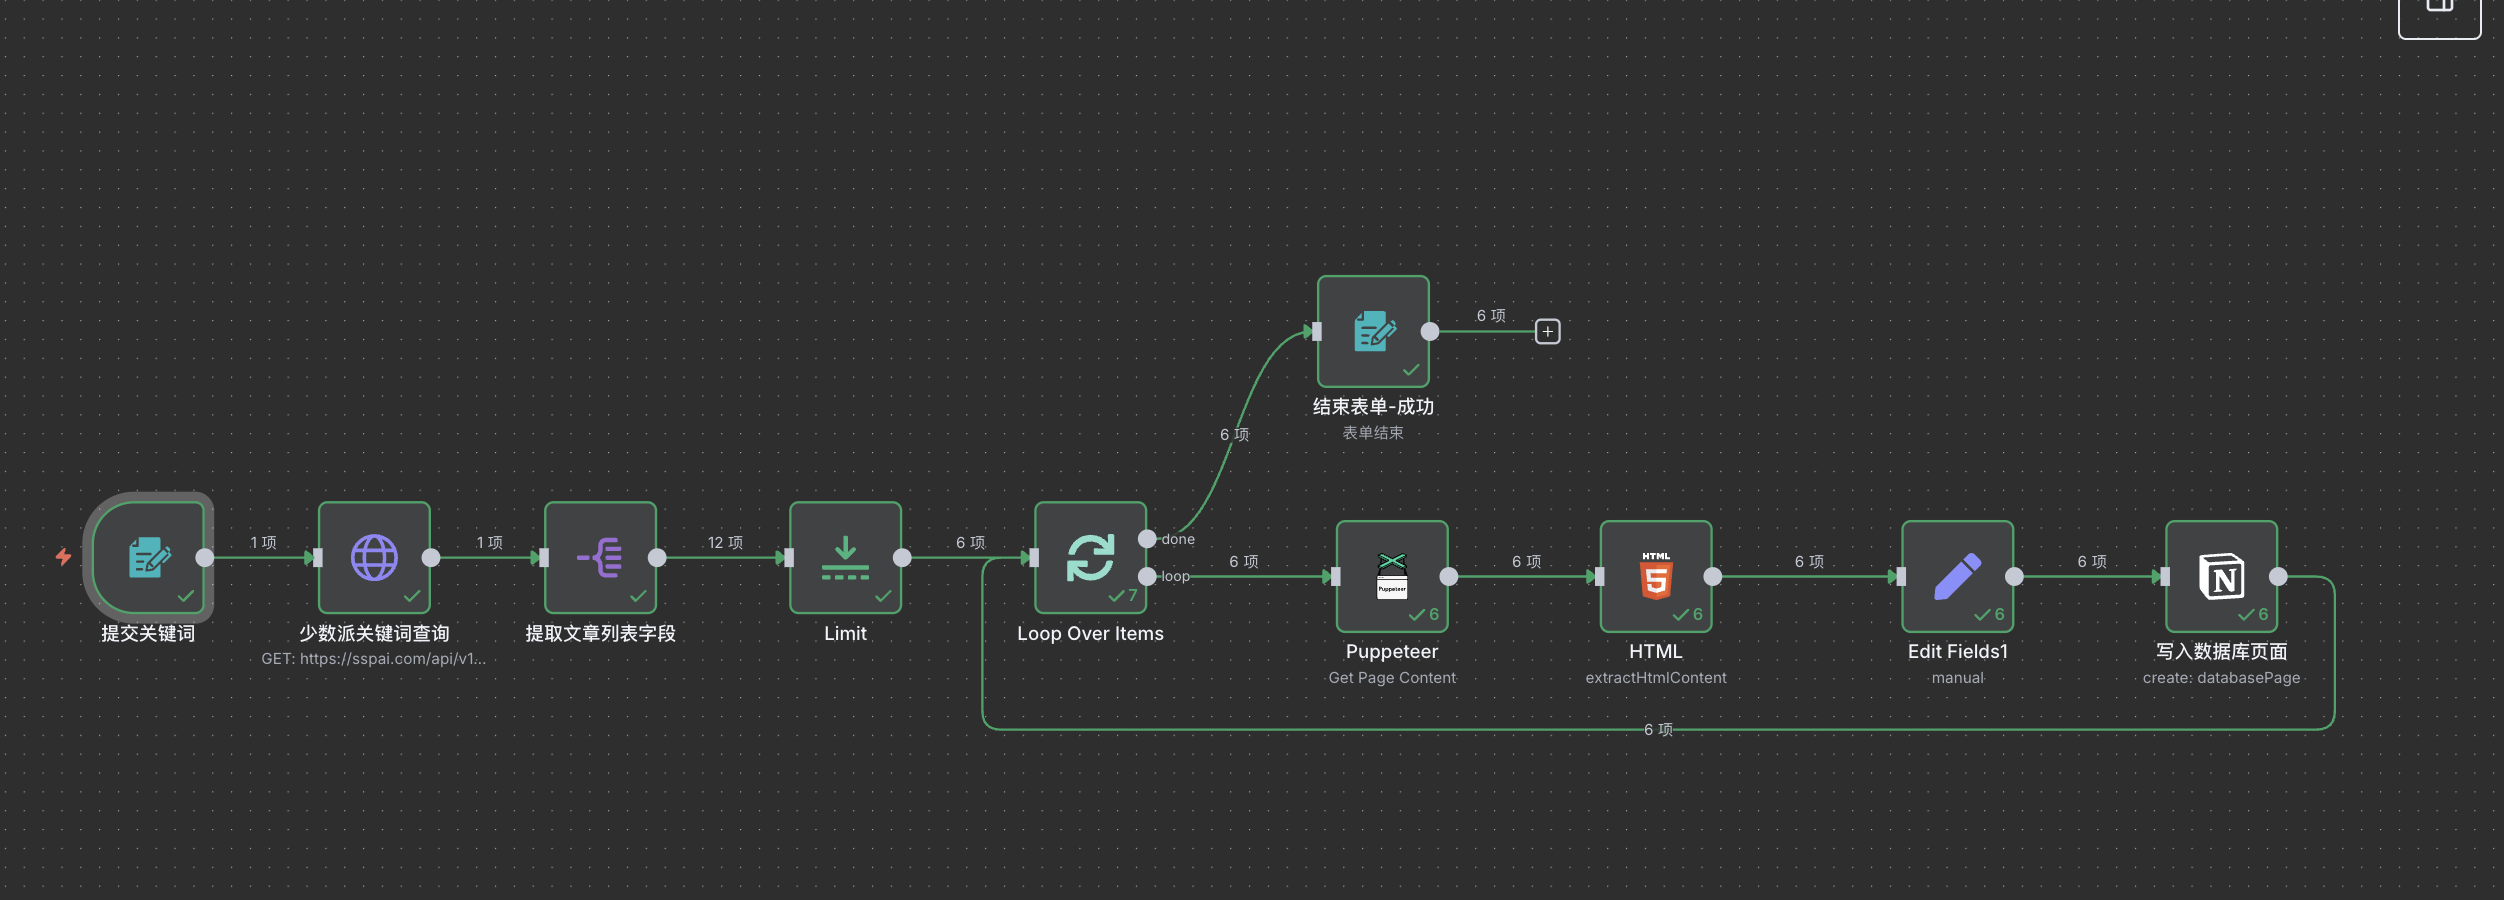 6 项
结束表单-成功
表单结束
6 项
1 项
1 项
12 项
6 项
done
loop
6 项
6 项
6 项
6 项
7
HTML
Puppeteer
6
6
6
6
提交关键词
少数派关键词查询
GET: https://sspai.com/api/v1...
提取文章列表字段
Limit
Loop Over Items
Puppeteer
Get Page Content
HTML
extractHtmlContent
Edit Fields1
manual
写入数据库页面
create: databasePage
6 项